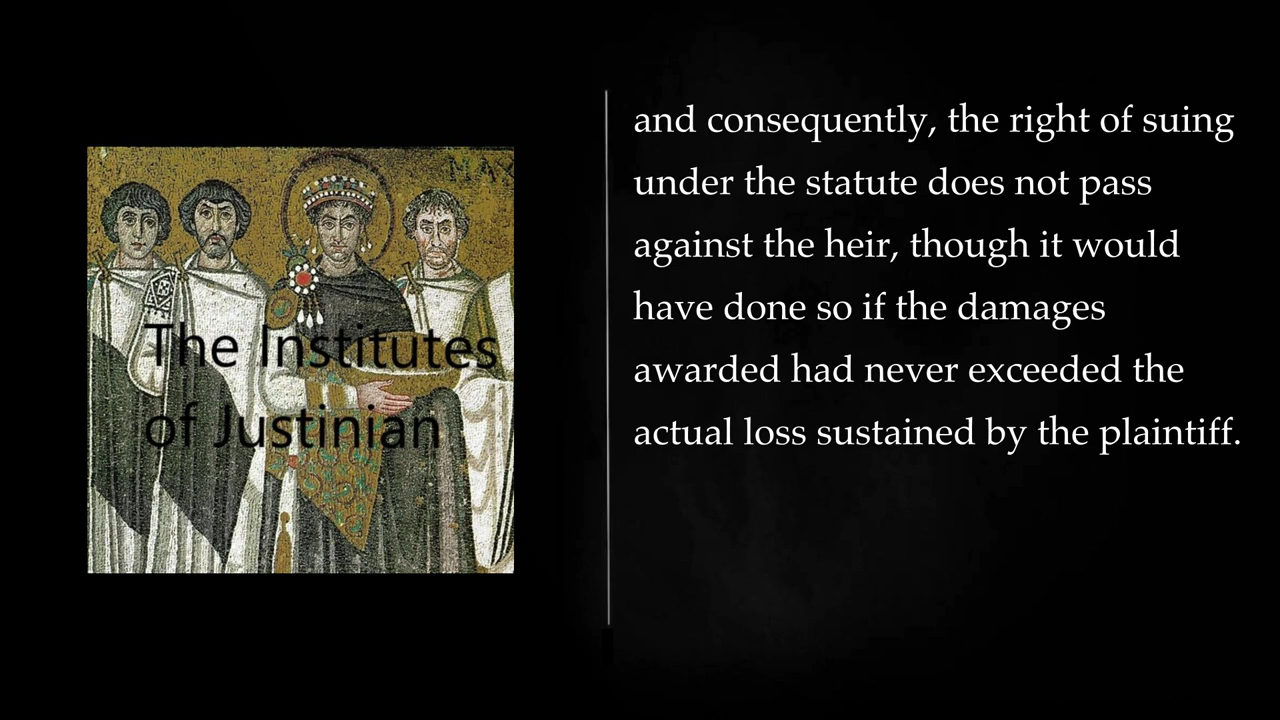 The Institutes
of Justinian
and consequently, the right of suing
under the statute does not pass
against the heir, though it would
have done so if the damages
awarded had never exceeded the
actual loss sustained by the plaintiff.